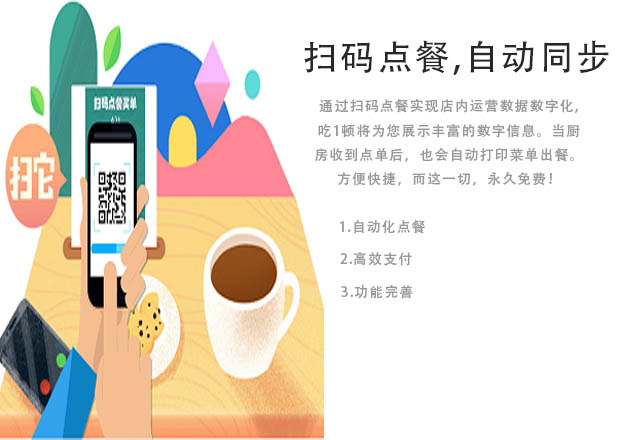 扫码点餐,自动同步
通过扫码点餐实现店内运营数据数字化,
吃1顿将为您展示丰富的数字信息。当厨
房收到点单后，也会自动打印菜单出餐。
方便快捷，而这一切，永久免费！
1.自动化点餐
2.高效支付
3.功能完善
扫码点餐菜单
扫它